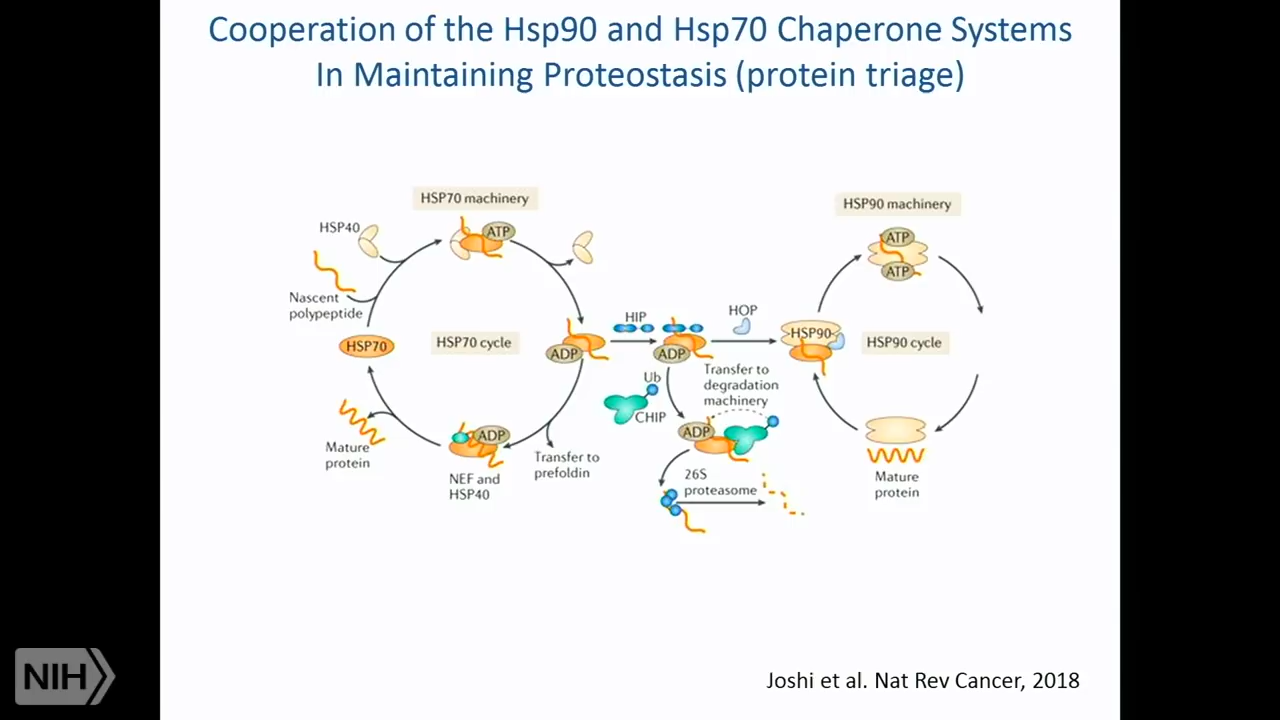 Cooperation of the Hsp90 and Hsp70 Chaperone Systems
In Maintaining Proteostasis (protein triage)
HSP70 machinery
HSP40
ATP
Nascent
polypeptide
HSP70
HSP70 cycle
ADP
Mature
protein
ADP
NEF and
HSP40
Transfer to
prefoldin
HIP
ADP
HOP
Ub
CHIP
Transfer to
degradation
machinery
ADP
26S
proteasome
HSP90 machinery
ATP
ATP
HSP90
HSP90 cycle
Mature
protein
NIH
Joshi et al. Nat Rev Cancer, 2018